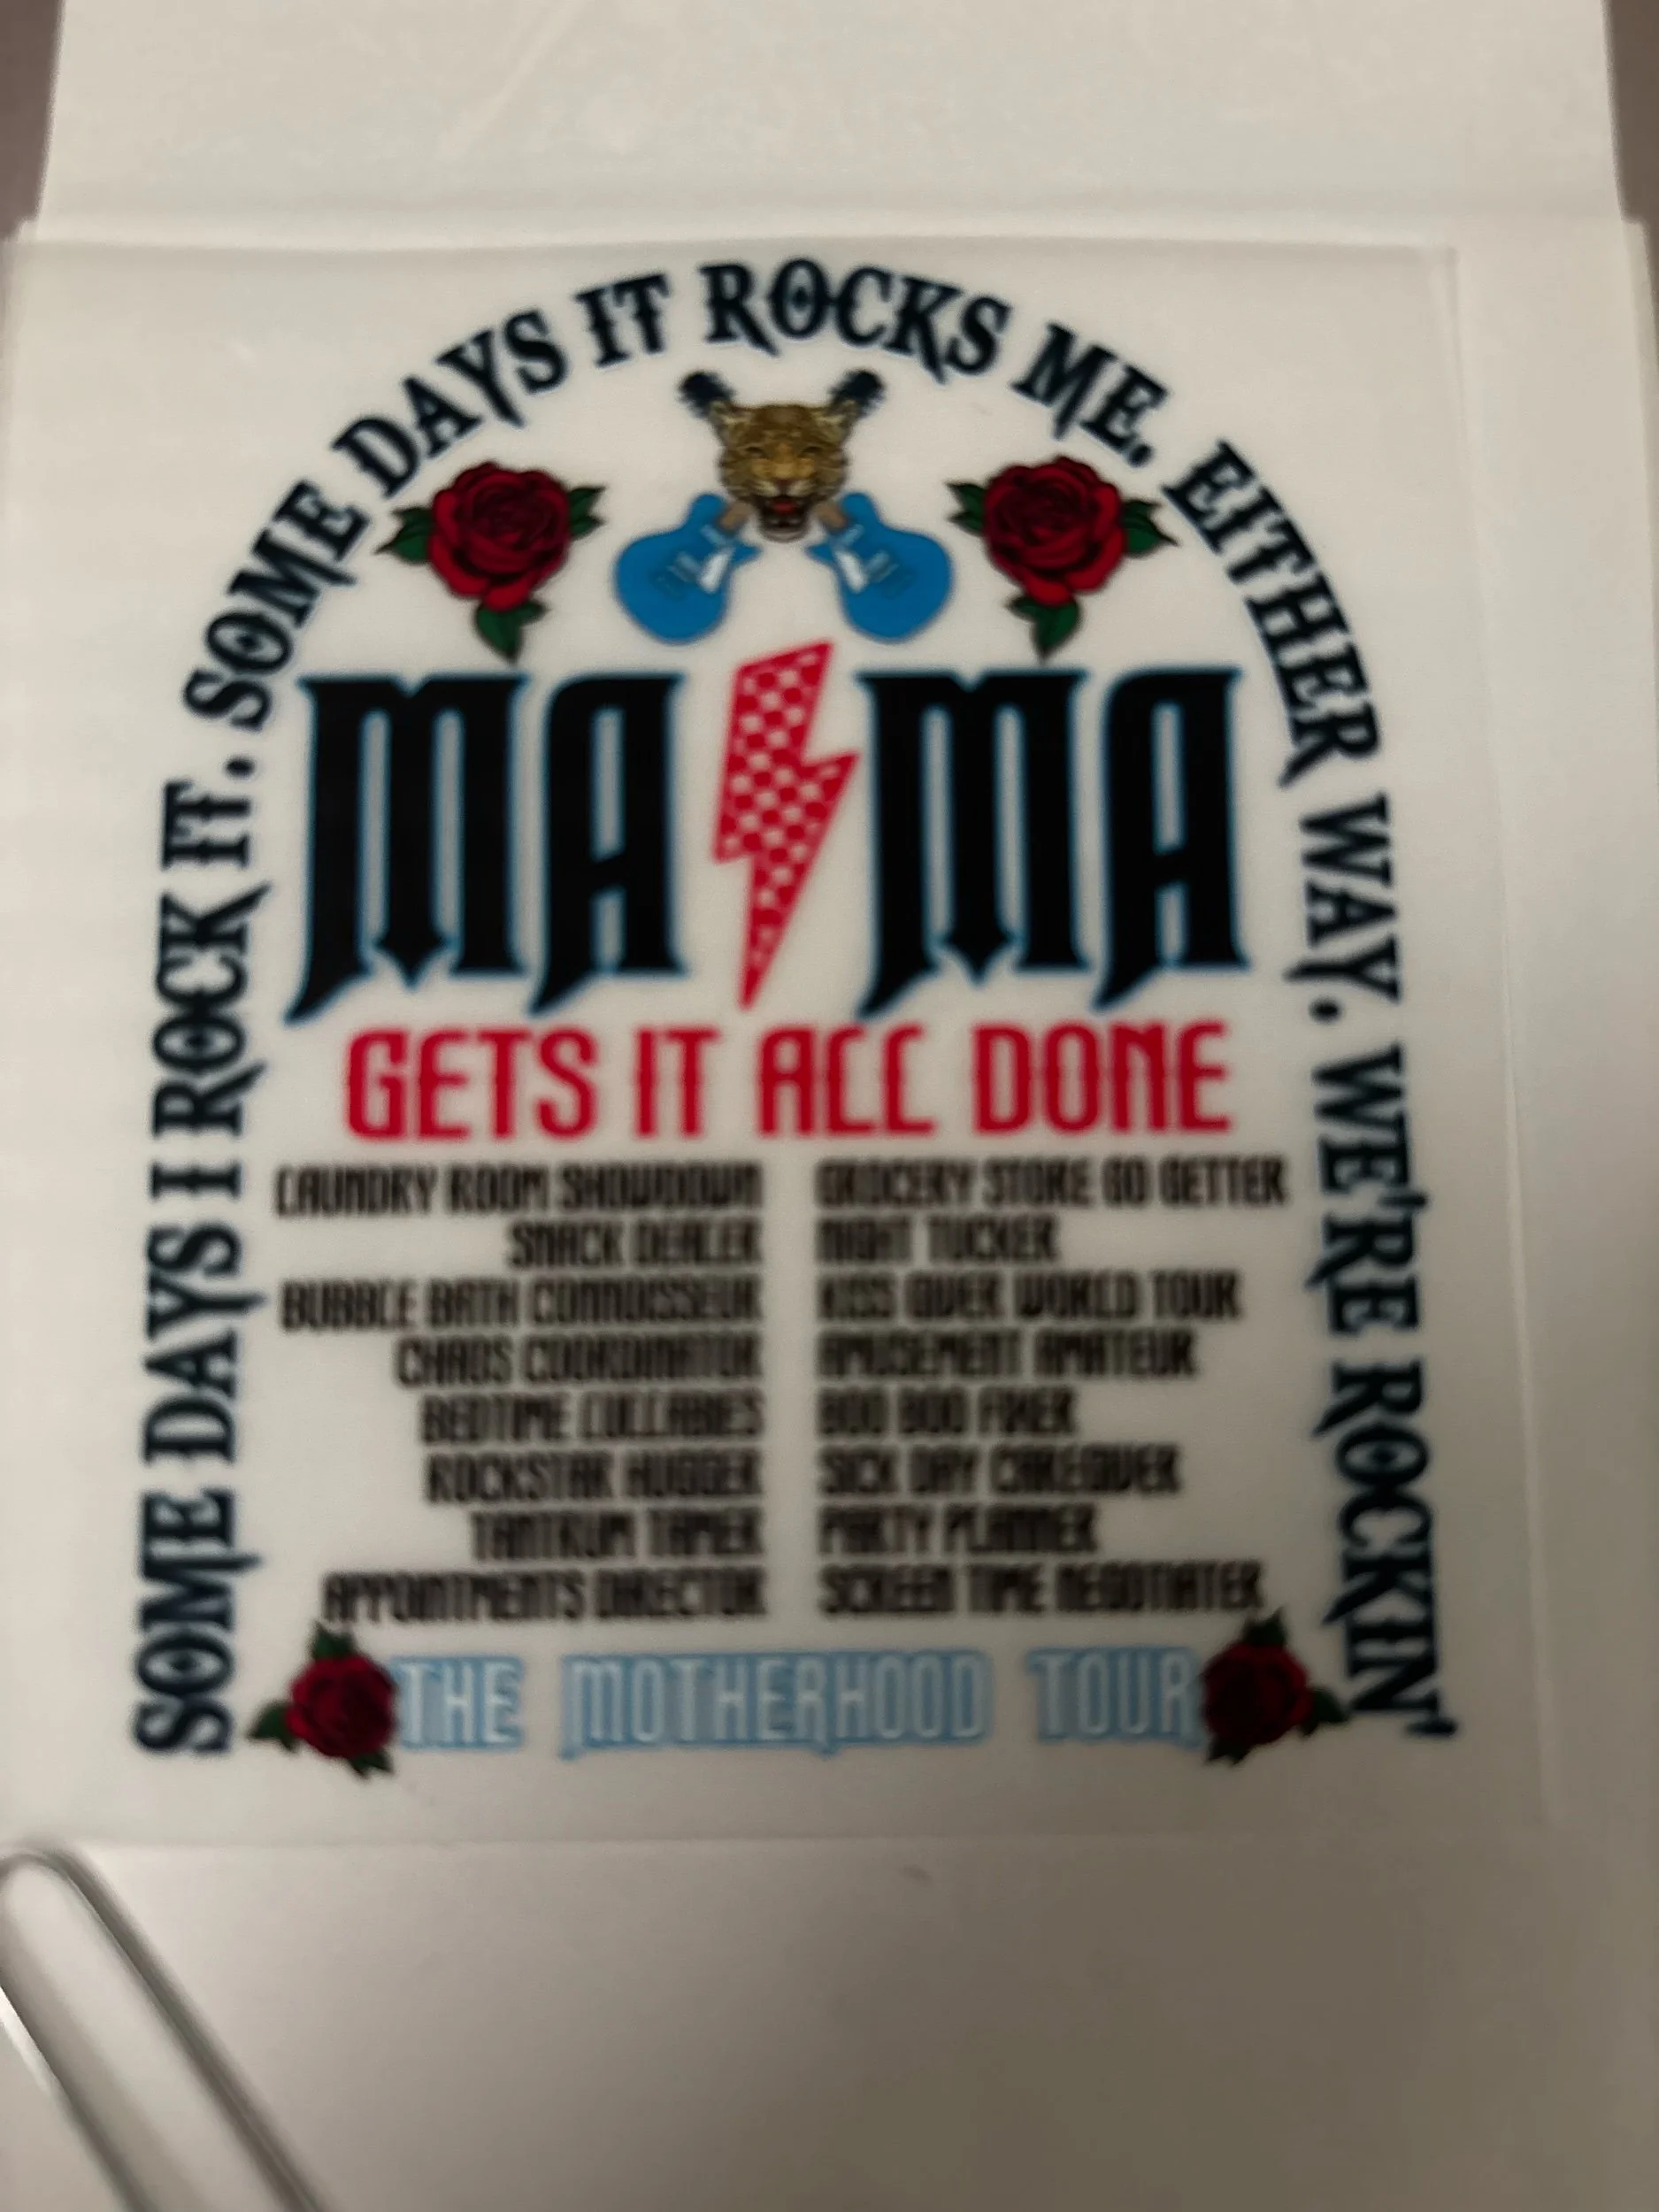 SOME DAYS I ROCK IT. SOME DAYS IT ROCKS ME. EITHER WAY. WE'RE ROCKIN'
MA MA
GETS IT ALL DONE
LAUNDRY ROOM SHOWDOWN GROCERY STORE GO GETTER
SNACK DEALER NIGHT TUCKER
BUBBLE BATH CONNOISSEUR KISS OVER WORLD TOUR
CHAOS COORDINATOR AMUSEMENT AMATEUR
BEDTIME LULLABIES BOO BOO FIXER
ROCKSTAR HUGGER SICK DAY CAREOVER
TANTRUM TAMER PARTY PLANNER
APPOINTMENTS DIRECTOR SCREEN TIME NEGOTIATER
THE MOTHERHOOD TOUR